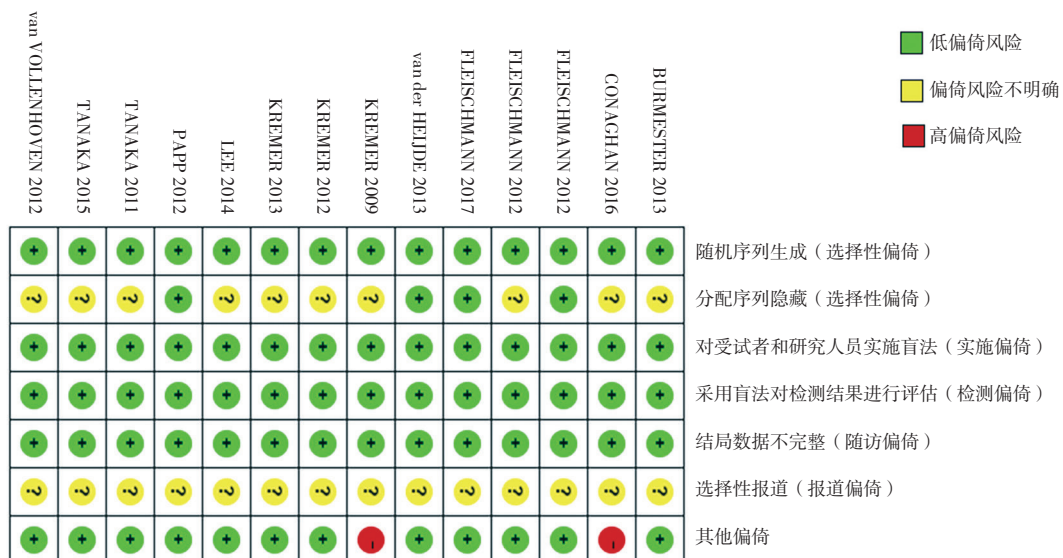 低偏倚风险
偏倚风险不明确
高偏倚风险
van VOLLENHOVEN 2012
TANAKA 2015
TANAKA 2011
PAPP 2012
LEE 2014
KREMER 2013
KREMER 2012
KREMER 2009
van der HEIJDE 2013
FLEISCHMANN 2017
FLEISCHMANN 2012
FLEISCHMANN 2012
CONAGHAN 2016
BURMESTER 2013
+ + + + + + + + + + + + + +
随机序列生成（选择性偏倚）
? ? ? + ? ? ? ? + + ? + ? ?
分配序列隐藏（选择性偏倚）
+ + + + + + + + + + + + + +
对受试者和研究人员实施盲法（实施偏倚）
+ + + + + + + + + + + + + +
采用盲法对检测结果进行评估（检测偏倚）
+ + + + + + + + + + + + + +
结局数据不完整（随访偏倚）
? ? ? ? ? ? ? ? ? ? ? ? ? ?
选择性报道（报道偏倚）
+ + + + + + + - + + + + - +
其他偏倚